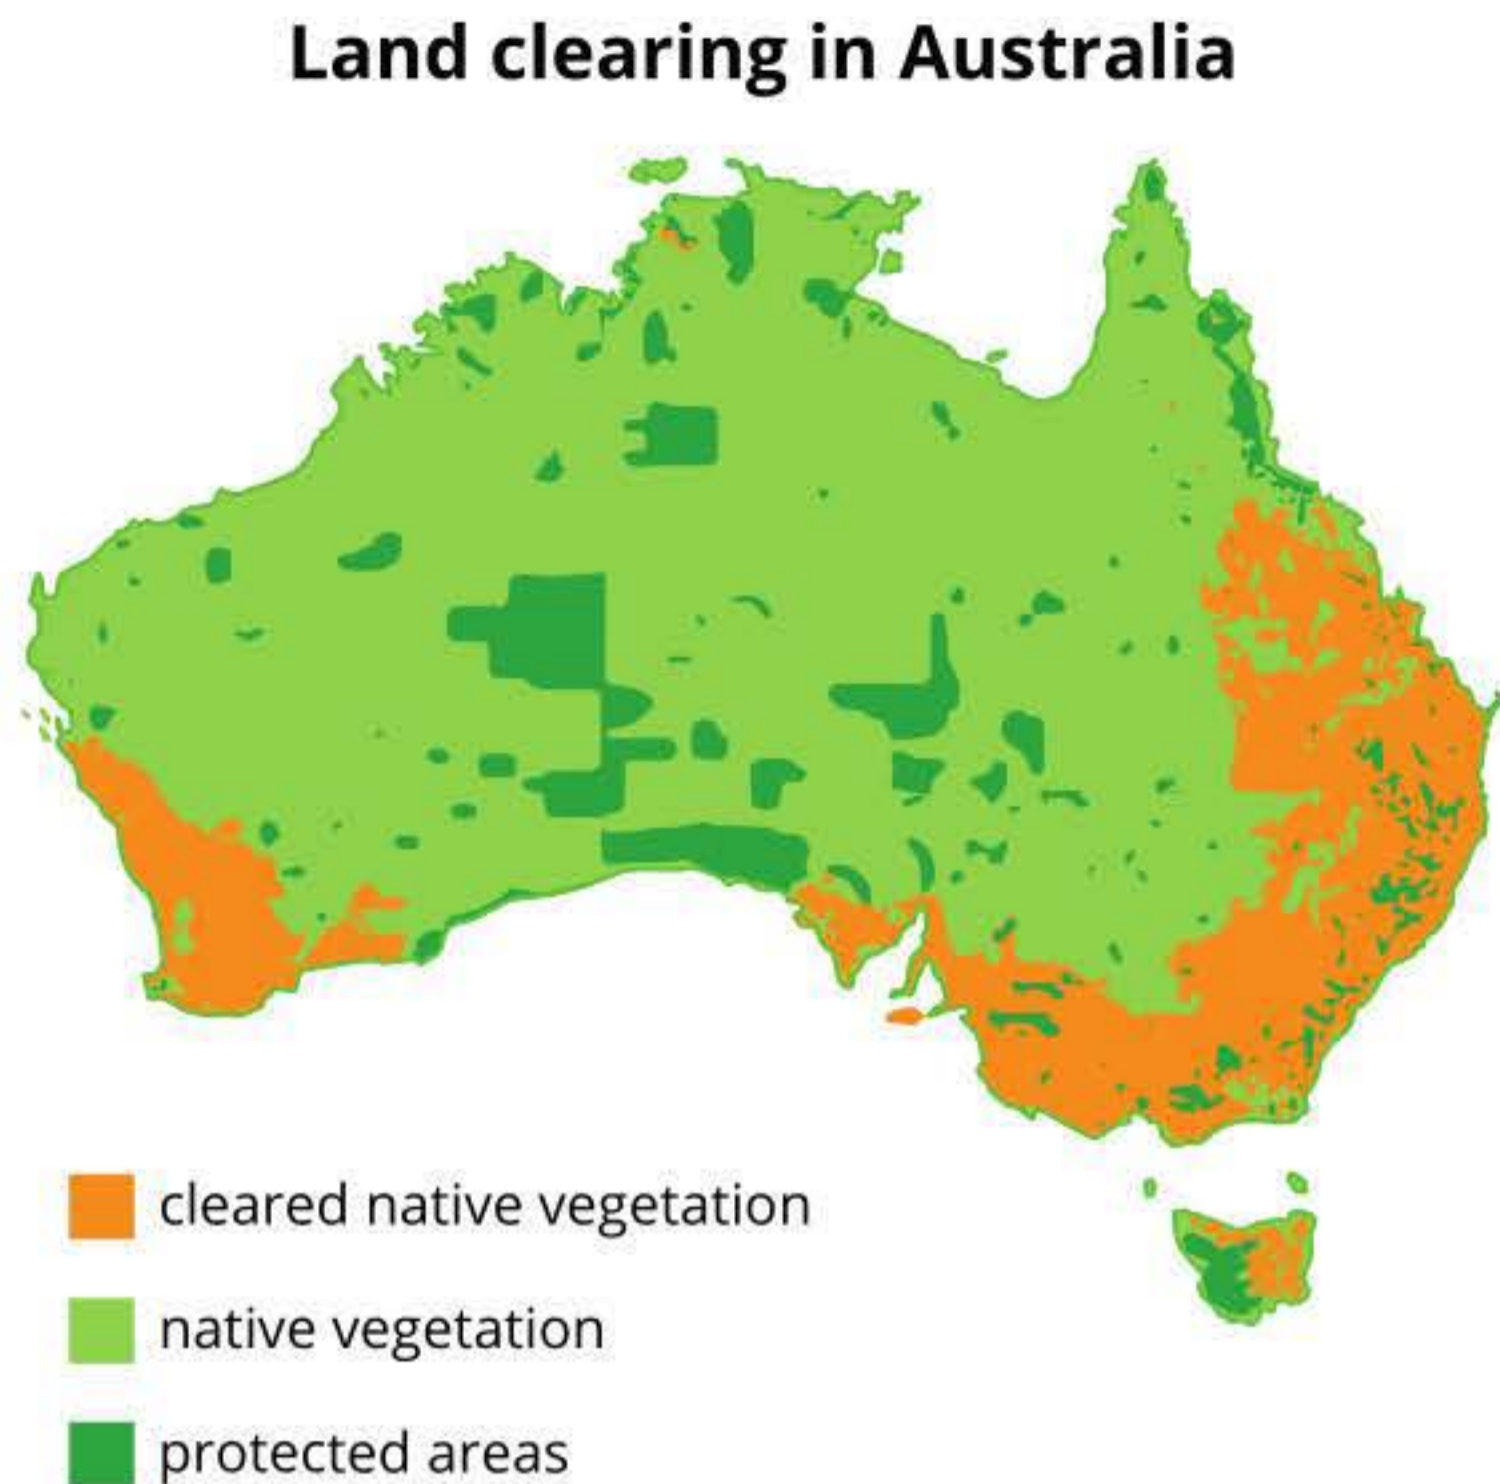 Land clearing in Australia
cleared native vegetation
native vegetation
protected areas